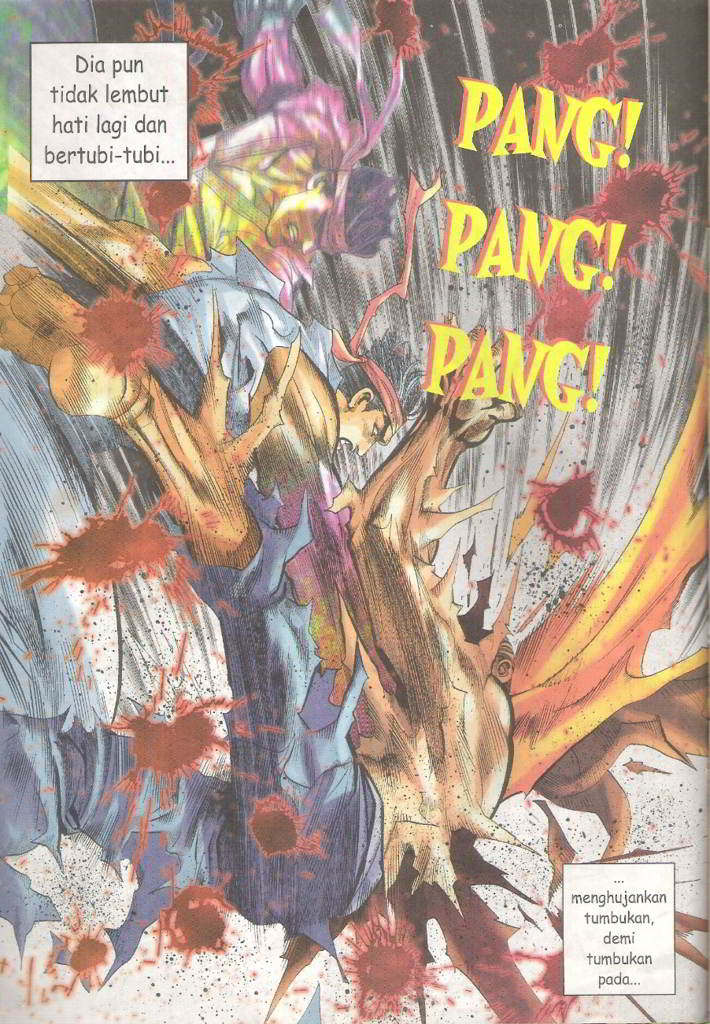 Dia pun
tidak lembut
hati lagi dan
bertubi-tubi...
PANG!
PANG!
PANG!
...
menghujankan
tumbukan,
demi
tumbukan
pada...